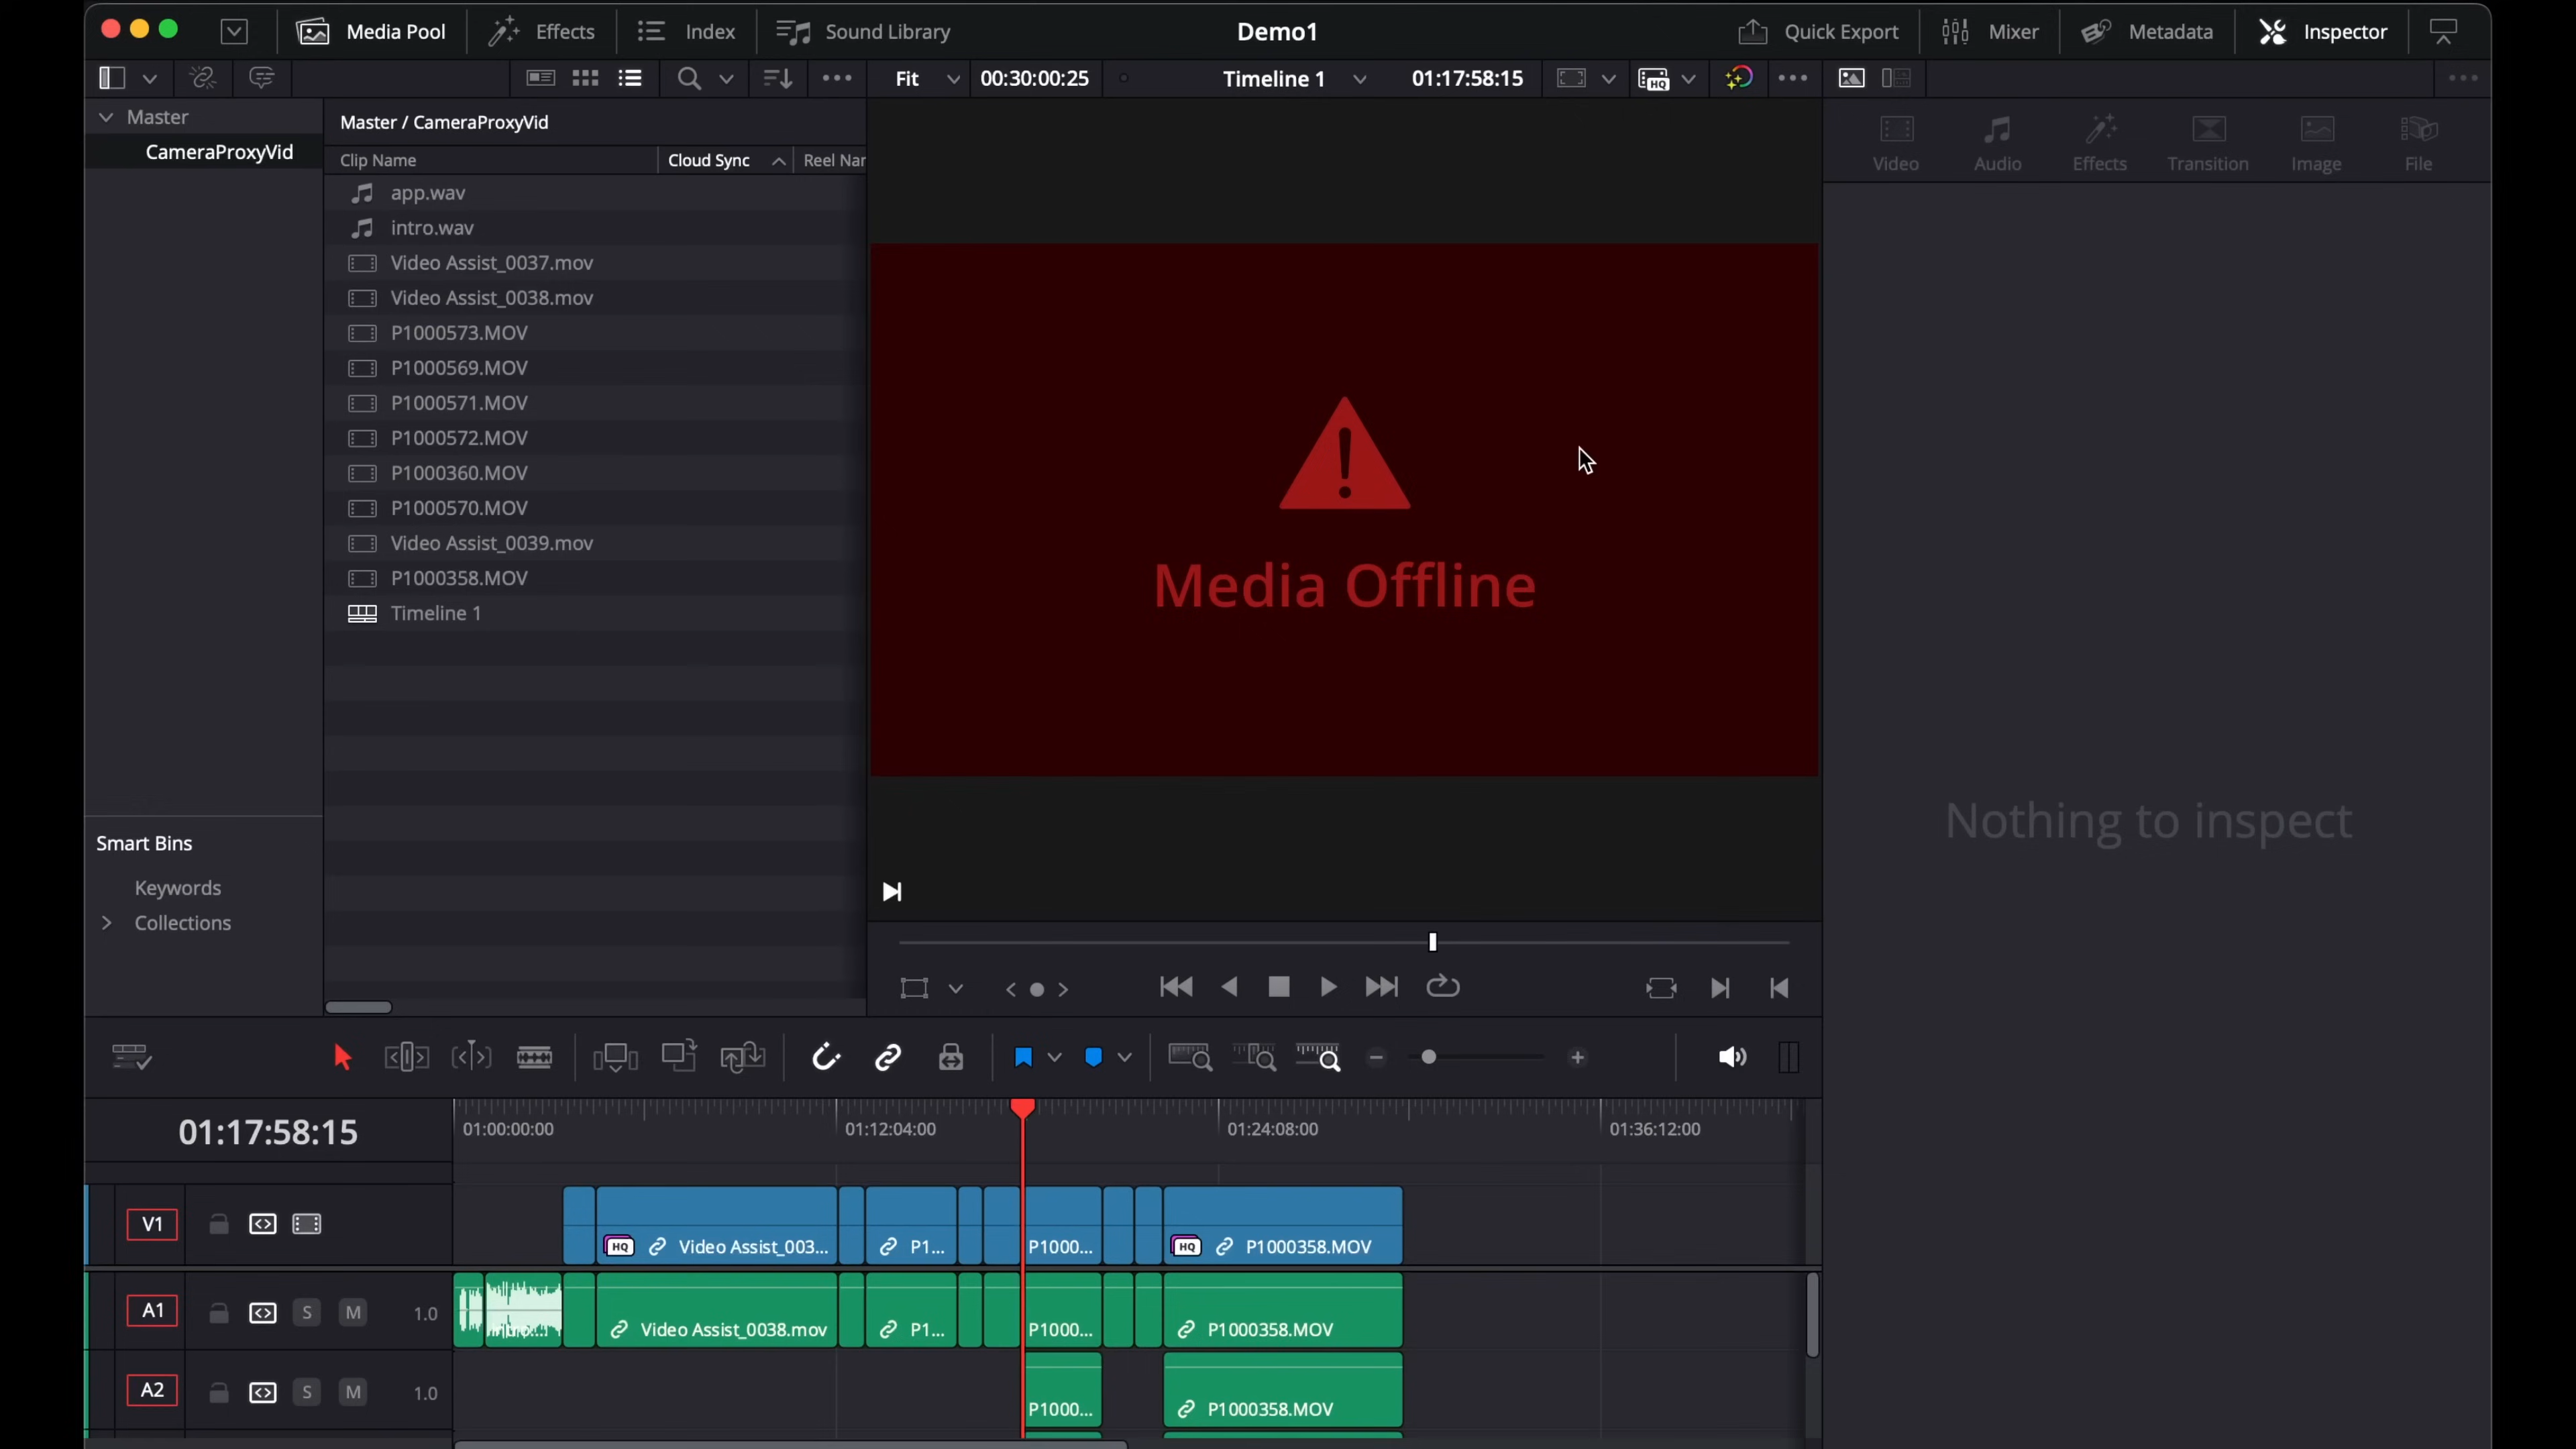 Media Pool
Effects
Index
Sound Library
Demo1
Quick Export
Mixer
Metadata
Inspector
Fit
00:30:00:25
Timeline 1
01:17:58:15
HQ
Master
CameraProxyVid
Master / CameraProxyVid
Clip Name
Cloud Sync
Reel Nar
Video
Audio
Effects
Transition
Image
File
app.wav
intro.wav
Video Assist_0037.mov
Video Assist_0038.mov
P1000573.MOV
P1000569.MOV
P1000571.MOV
P1000572.MOV
P1000360.MOV
P1000570.MOV
Video Assist_0039.mov
P1000358.MOV
Timeline 1
Media Offline
Nothing to inspect
Smart Bins
Keywords
Collections
01:17:58:15
01:00:00:00
01:12:04:00
01:24:08:00
01:36:12:00
V1
HQ
Video Assist_003...
P1...
P1000...
HQ
P1000358.MOV
A1
S
M
1.0
Video Assist_0038.mov
P1...
P1000...
P1000358.MOV
A2
S
M
1.0
P1000...
P1000358.MOV